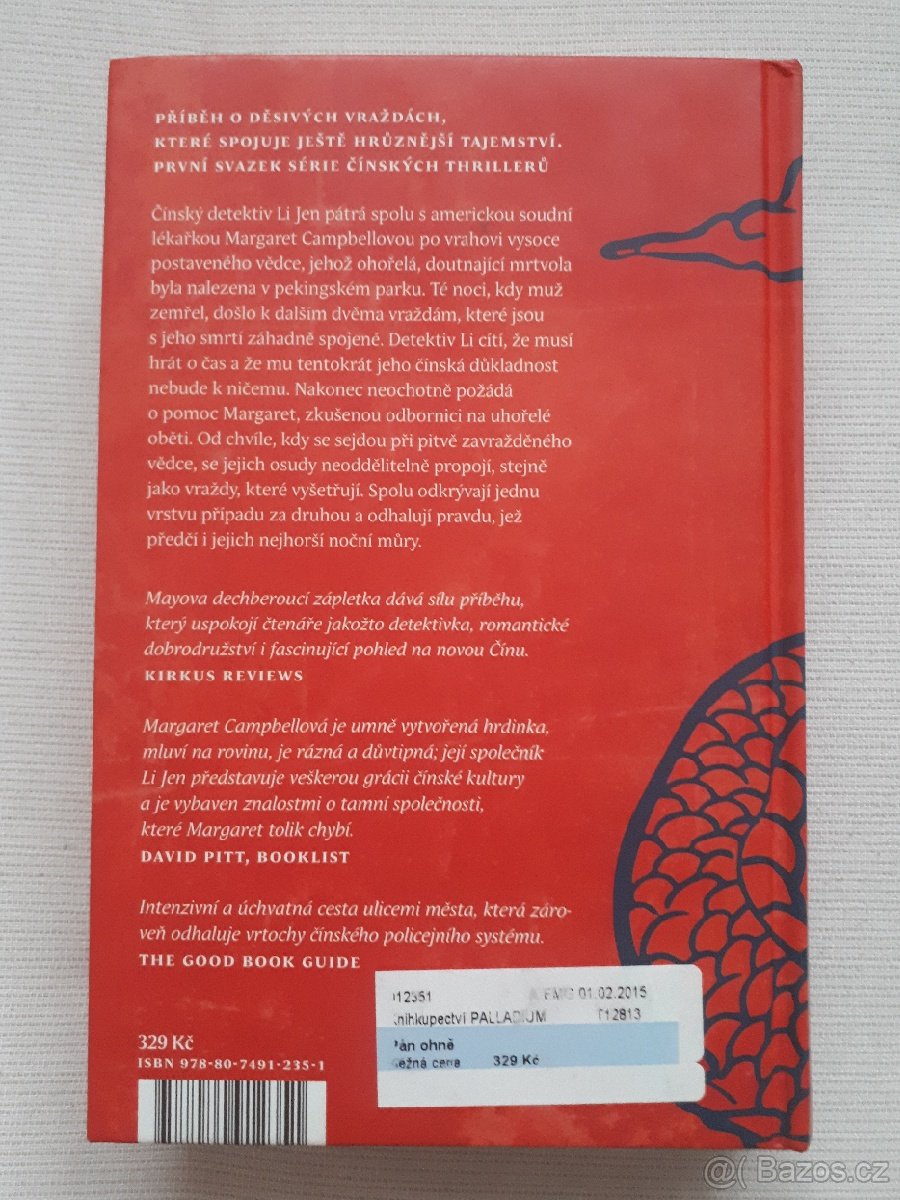 PŘÍBĚH O DĚSIVÝCH VRAŽDÁCH,
KTERÉ SPOJUJE JEŠTĚ HRŮZNĚJŠÍ TAJEMSTVÍ.
PRVNÍ SVAZEK SÉRIE ČÍNSKÝCH THRILLERŮ
Čínský detektiv Li Jen pátrá spolu s americkou soudní
lékařkou Margaret Campbellovou po vrahovi vysoce
postaveného vědce, jehož ohořelá, doutnající mrtvola
byla nalezena v pekingském parku. Té noci, kdy muž
zemřel, došlo k dalším dvěma vraždám, které jsou
s jeho smrtí záhadně spojené. Detektiv Li cítí, že musí
hrát o čas a že mu tentokrát jeho čínská důkladnost
nebude k ničemu. Nakonec neochotně požádá
o pomoc Margaret, zkušenou odbornici na uhořelé
oběti. Od chvíle, kdy se sejdou při pitvě zavražděného
vědce, se jejich osudy neoddělitelně propojí, stejně
jako vraždy, které vyšetřují. Spolu odkrývají jednu
vrstvu případu za druhou a odhalují pravdu, jež
předčí i jejich nejhorší noční můry.
Mayova dechberoucí zápletka dává sílu příběhu,
který uspokojí čtenáře jakožto detektivka, romantické
dobrodružství i fascinující pohled na novou Čínu.
KIRKUS REVIEWS
Margaret Campbellová je umně vytvořená hrdinka,
mluví na rovinu, je rázná a důvtipná; její společník
Li Jen představuje veškerou grácii čínské kultury
a je vybaven znalostmi o tamní společnosti,
které Margaret tolik chybí.
DAVID PITT, BOOKLIST
Intenzivní a úchvatná cesta ulicemi města, která záro-
veň odhaluje vrtochy čínského policejního systému.
THE GOOD BOOK GUIDE
329 Kč
ISBN 978-80-7491-235-1
12351 01.02.2015
knihkupectví PALLADIUM 12813
Pán ohně
běžná cena 329 Kč
@( Bazos.cz